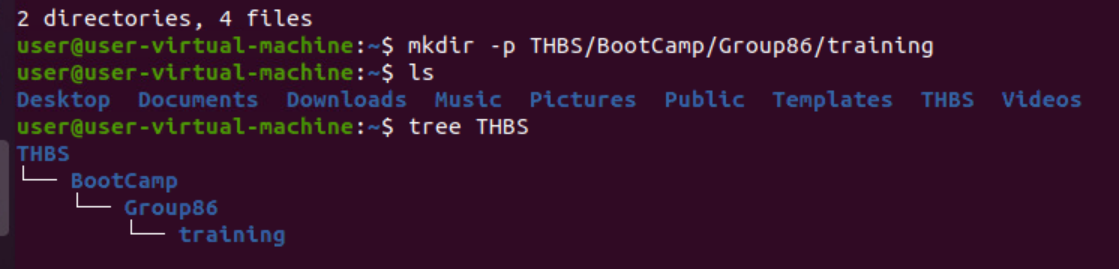 2 directories, 4 files
user@user-virtual-machine:~$ mkdir -p THBS/BootCamp/Group86/training
user@user-virtual-machine:~$ ls
Desktop  Documents  Downloads  Music  Pictures  Public  Templates  THBS  Videos
user@user-virtual-machine:~$ tree THBS
THBS
└── BootCamp
    └── Group86
        └── training